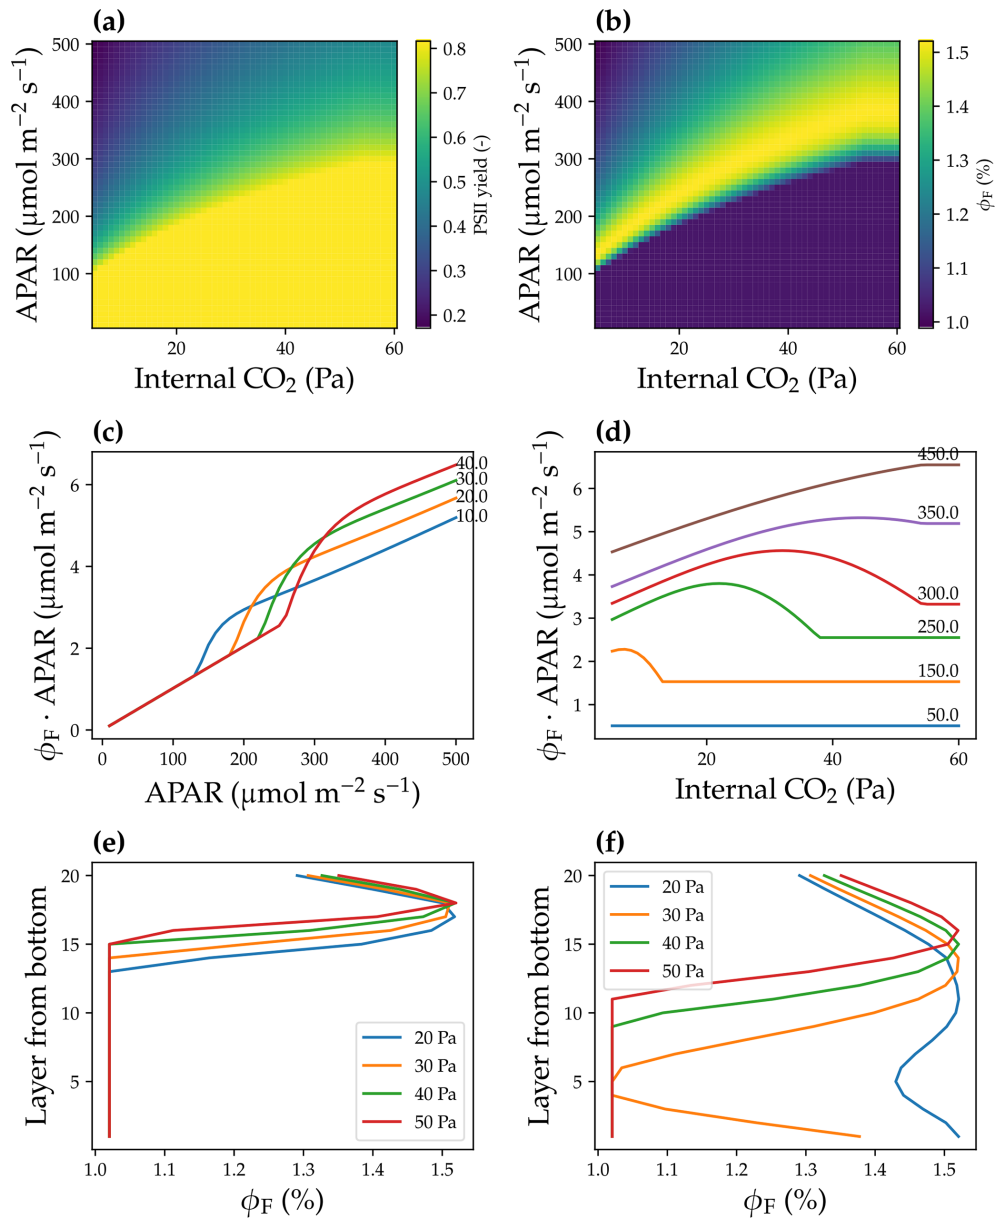 (a)
APAR (μmol m⁻² s⁻¹)
500
400
300
200
100
20
40
60
Internal CO₂ (Pa)
0.8
0.7
0.6
0.5
0.4
0.3
0.2
PSII yield (-)
(b)
APAR (μmol m⁻² s⁻¹)
500
400
300
200
100
20
40
60
Internal CO₂ (Pa)
1.5
1.4
1.3
1.2
1.1
1.0
ϕF (%)
(c)
ϕF · APAR (μmol m⁻² s⁻¹)
6
4
2
0
40.0
30.0
20.0
10.0
0
100
200
300
400
500
APAR (μmol m⁻² s⁻¹)
(d)
ϕF · APAR (μmol m⁻² s⁻¹)
6
5
4
3
2
1
450.0
350.0
300.0
250.0
150.0
50.0
20
40
60
Internal CO₂ (Pa)
(e)
Layer from bottom
20
15
10
5
20 Pa
30 Pa
40 Pa
50 Pa
1.0
1.1
1.2
1.3
1.4
1.5
ϕF (%)
(f)
Layer from bottom
20
15
10
5
20 Pa
30 Pa
40 Pa
50 Pa
1.0
1.1
1.2
1.3
1.4
1.5
ϕF (%)